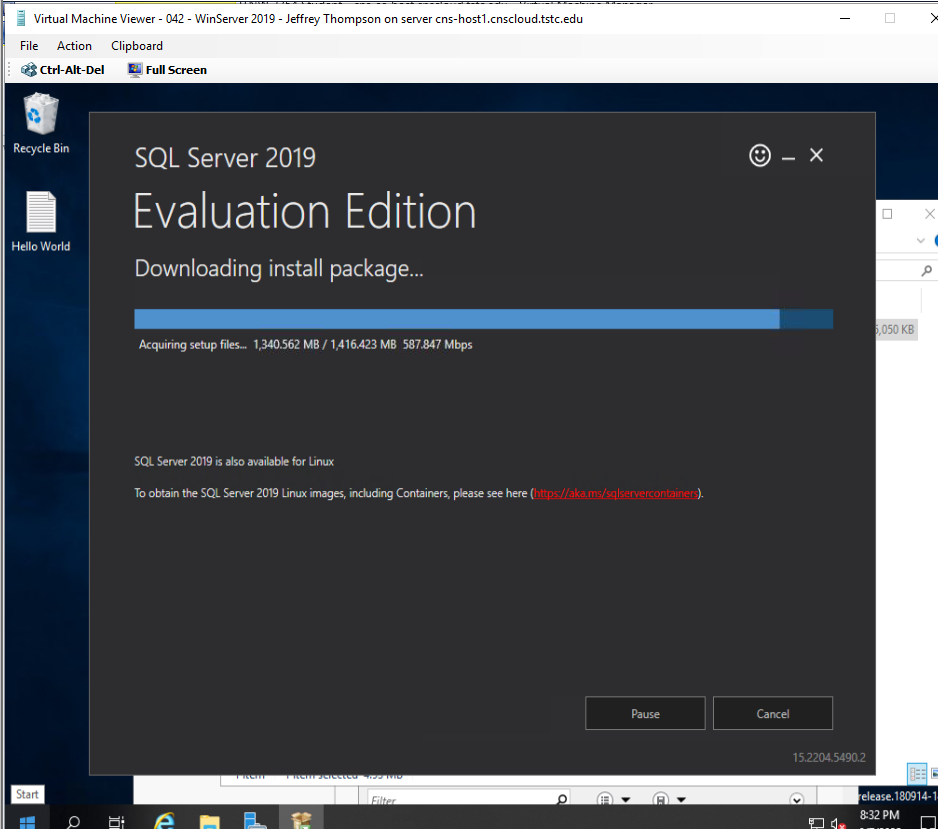 Virtual Machine Viewer - 042 - WinServer 2019 - Jeffrey Thompson on server cns-host1.cnscloud.tstc.edu
File Action Clipboard
Ctrl-Alt-Del Full Screen
Recycle Bin
Hello World
SQL Server 2019
Evaluation Edition
Downloading install package...
Acquiring setup files... 1,340.562 MB / 1,416.423 MB 587.847 Mbps
,050 KB
SQL Server 2019 is also available for Linux
To obtain the SQL Server 2019 Linux images, including Containers, please see here (https://aka.ms/sqlservercontainers).
Pause Cancel
15.2204.5490.2
Start
Filter
release.180914-1
8:32 PM